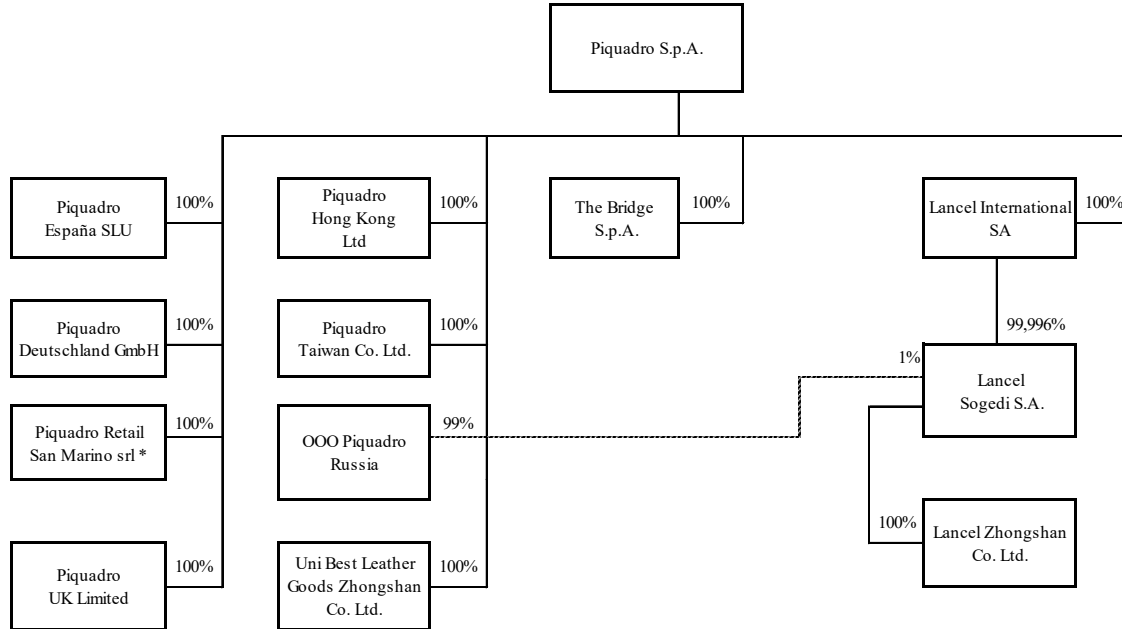 Piquadro S.p.A.
Piquadro
España SLU
100%
Piquadro
Hong Kong
Ltd
100%
The Bridge
S.p.A.
100%
Lancel International
SA
100%
Piquadro
Deutschland GmbH
100%
Piquadro
Taiwan Co. Ltd.
100%
99,996%
1%
Lancel
Sogedi S.A.
Piquadro Retail
San Marino srl *
100%
OOO Piquadro
Russia
99%
Piquadro
UK Limited
100%
Uni Best Leather
Goods Zhongshan
Co. Ltd.
100%
100%
Lancel Zhongshan
Co. Ltd.